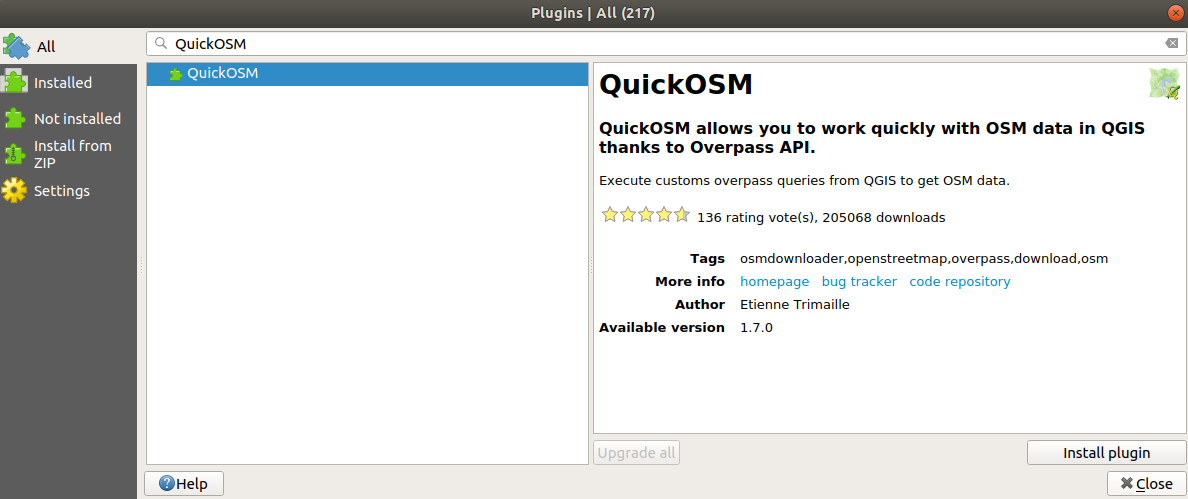 Plugins | All (217)
All
Installed
Not installed
Install from
ZIP
Settings
QuickOSM
QuickOSM
QuickOSM
QuickOSM allows you to work quickly with OSM data in QGIS
thanks to Overpass API.
Execute customs overpass queries from QGIS to get OSM data.
136 rating vote(s), 205068 downloads
Tags osmdownloader,openstreetmap,overpass,download,osm
More info homepage bug tracker code repository
Author Etienne Trimaille
Available version 1.7.0
Upgrade all
Install plugin
Help
Close